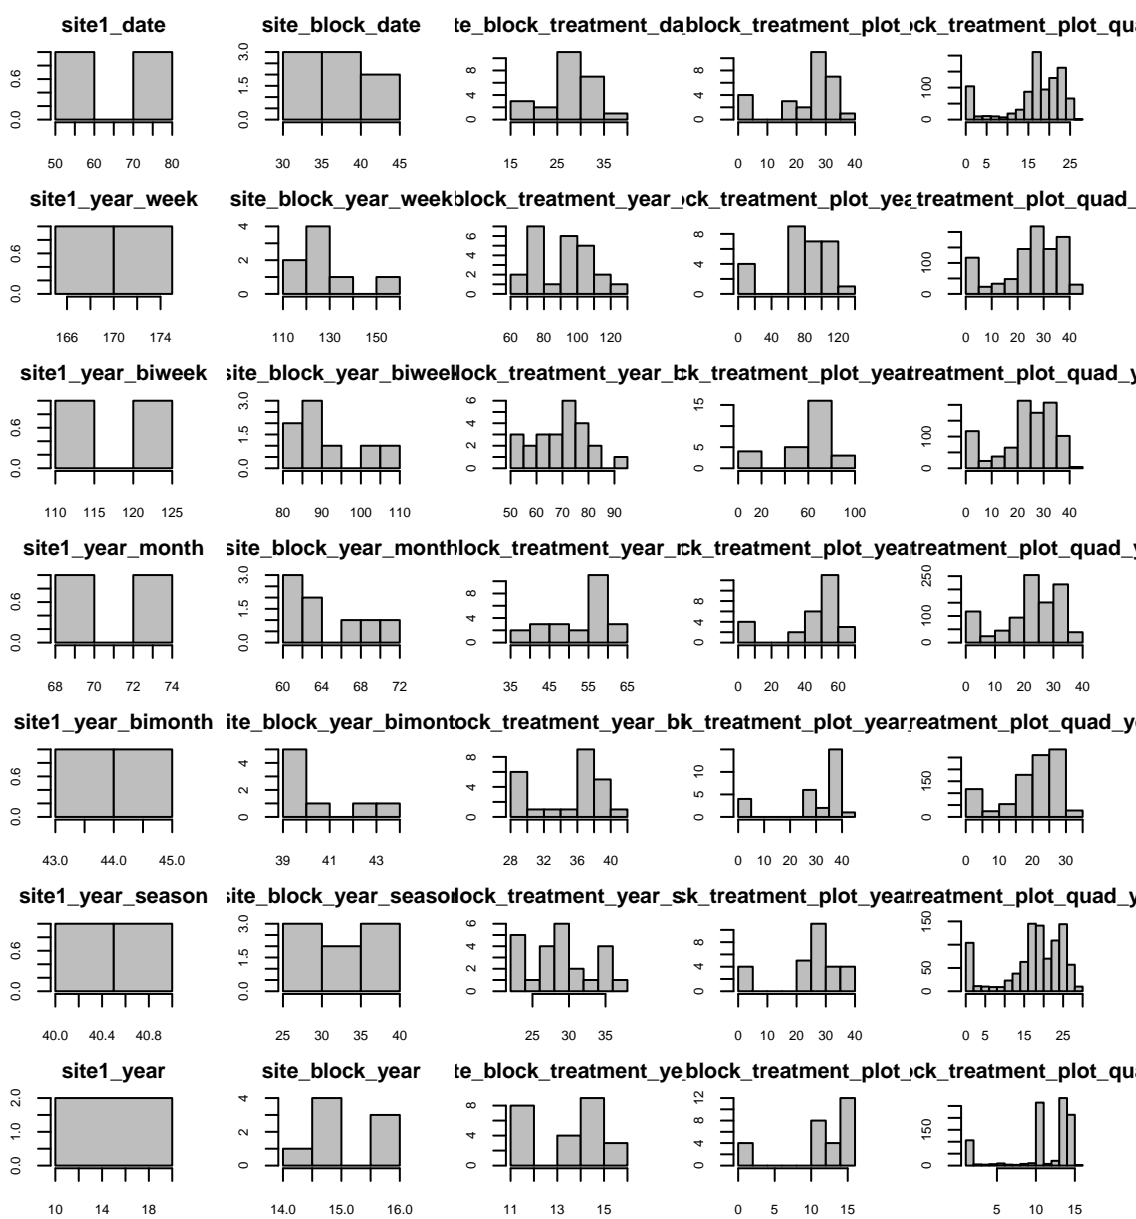 site1_date site_block_date te_block_treatment_da block_treatment_plot_ ck_treatment_plot_qua
0.0 0.6
0.0 1.5 3.0
0 4 8
0 4 8
0 100
50 60 70 80
30 35 40 45
15 25 35
0 10 20 30 40
0 5 15 25
site1_year_week site_block_year_week block_treatment_year_ ck_treatment_plot_yea treatment_plot_quad_
0.0 0.6
0 2 4
0 2 4 6
0 4 8
0 100
166 170 174
110 130 150
60 80 100 120
0 40 80 120
0 10 20 30 40
site1_year_biweek site_block_year_biweek lock_treatment_year_b ck_treatment_plot_year treatment_plot_quad_y
0.0 0.6
0.0 1.5 3.0
0 2 4 6
0 5 15
0 100
110 115 120 125
80 90 100 110
50 60 70 80 90
0 20 60 100
0 10 20 30 40
site1_year_month site_block_year_month lock_treatment_year_ ck_treatment_plot_year treatment_plot_quad_y
0.0 0.6
0.0 1.5 3.0
0 4 8
0 4 8
0 100 250
68 70 72 74
60 64 68 72
35 45 55 65
0 20 40 60
0 10 20 30 40
site1_year_bimonth ite_block_year_bimont ock_treatment_year_b k_treatment_plot_year reatment_plot_quad_y
0.0 0.6
0 2 4
0 4 8
0 5 10
0 150
43.0 44.0 45.0
39 41 43
28 32 36 40
0 10 20 30 40
0 10 20 30
site1_year_season site_block_year_season lock_treatment_year_s k_treatment_plot_year treatment_plot_quad_y
0.0 0.6
0.0 1.5 3.0
0 2 4 6
0 4 8
0 50 150
40.0 40.4 40.8
25 30 35 40
25 30 35
0 10 20 30 40
0 5 15 25
site1_year site_block_year te_block_treatment_ye block_treatment_plot_ ck_treatment_plot_qua
0.0 1.0 2.0
0 2 4
0 4 8
0 4 8 12
0 150
10 14 18
14.0 15.0 16.0
11 13 15
0 5 10 15
5 10 15